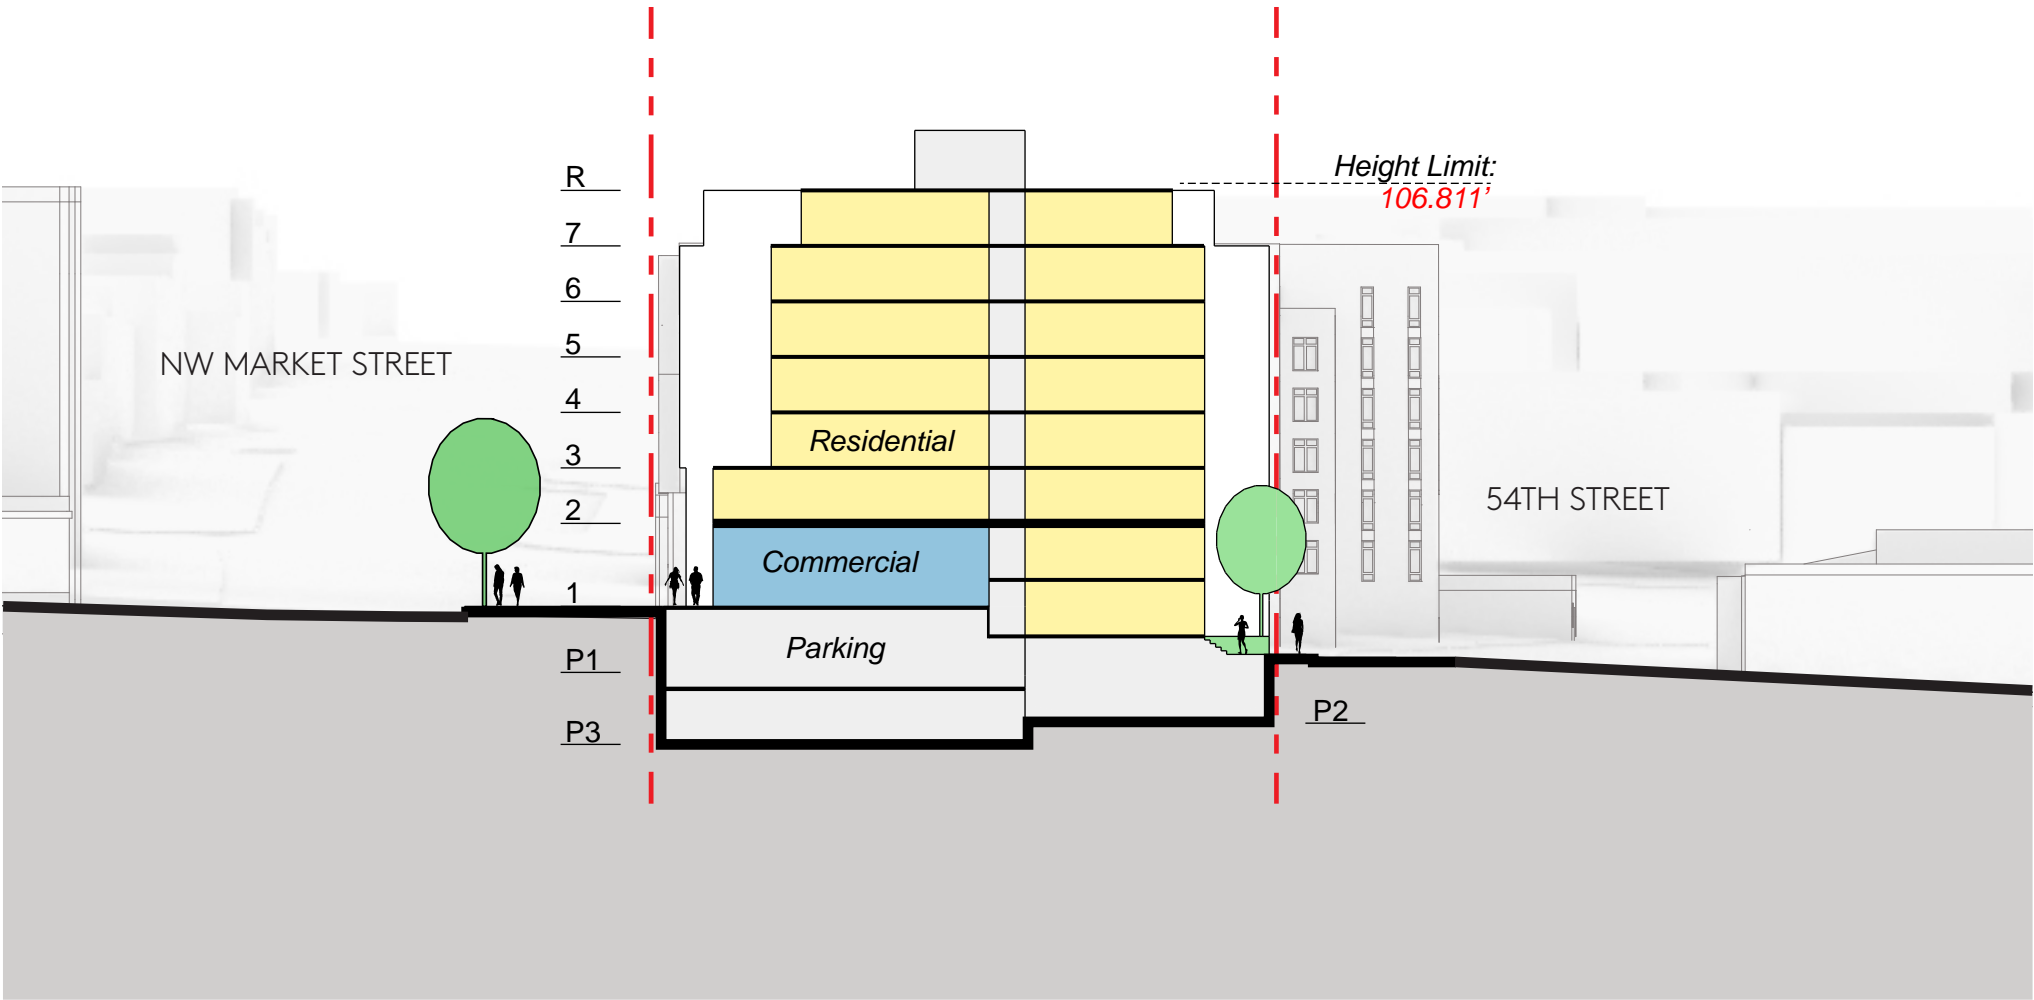 R
Height Limit:
106.811’
7
6
5
NW MARKET STREET
4
Residential
3
54TH STREET
2
Commercial
1
Parking
P1
P2
P3